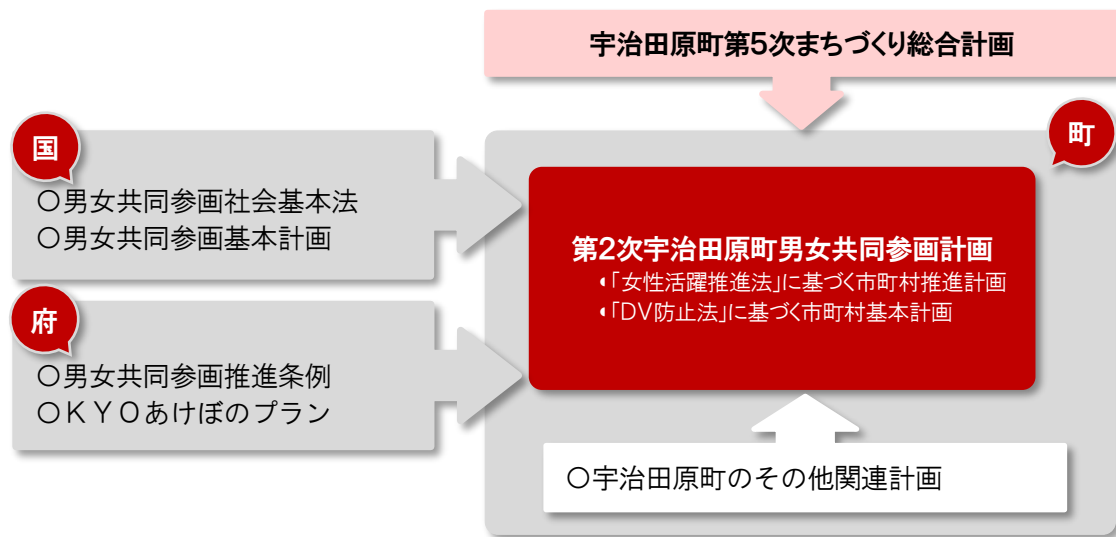 宇治田原町第5次まちづくり総合計画
国
〇男女共同参画社会基本法
〇男女共同参画基本計画
府
〇男女共同参画推進条例
〇ＫＹＯあけぼのプラン
町
第2次宇治田原町男女共同参画計画
「女性活躍推進法」に基づく市町村推進計画
「DV防止法」に基づく市町村基本計画
〇宇治田原町のその他関連計画